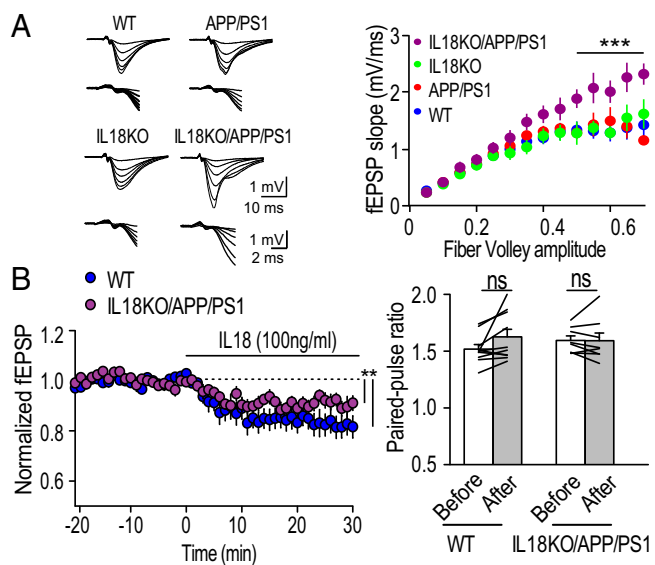 A
WT
APP/PS1
IL18KO
IL18KO/APP/PS1
1 mV
10 ms
1 mV
2 ms
IL18KO/APP/PS1
IL18KO
APP/PS1
WT
***
fEPSP slope (mV/ms)
3
2
1
0
0
0.2
0.4
0.6
Fiber Volley amplitude
B
WT
IL18KO/APP/PS1
IL18 (100ng/ml)
**
Normalized fEPSP
1.2
1.0
0.8
0.6
-20
-10
0
10
20
30
Time (min)
ns
ns
Paired-pulse ratio
2.0
1.5
1.0
0.5
Before
After
Before
After
WT
IL18KO/APP/PS1